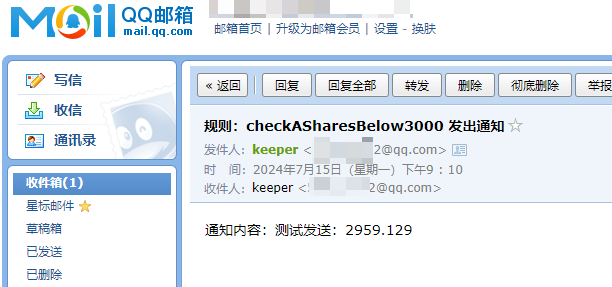 MOil QQ邮箱
mail.qq.com
邮箱首页 | 升级为邮箱会员 | 设置 - 换肤
写信
收信
通讯录
收件箱(1)
星标邮件
草稿箱
已发送
已删除
« 返回 回复 回复全部 转发 删除 彻底删除 举报
规则：checkASharesBelow3000 发出通知
发件人：keeper < 2@qq.com>
时 间：2024年7月15日（星期一）下午9：10
收件人：keeper <5 2@qq.com>
通知内容：测试发送：2959.129